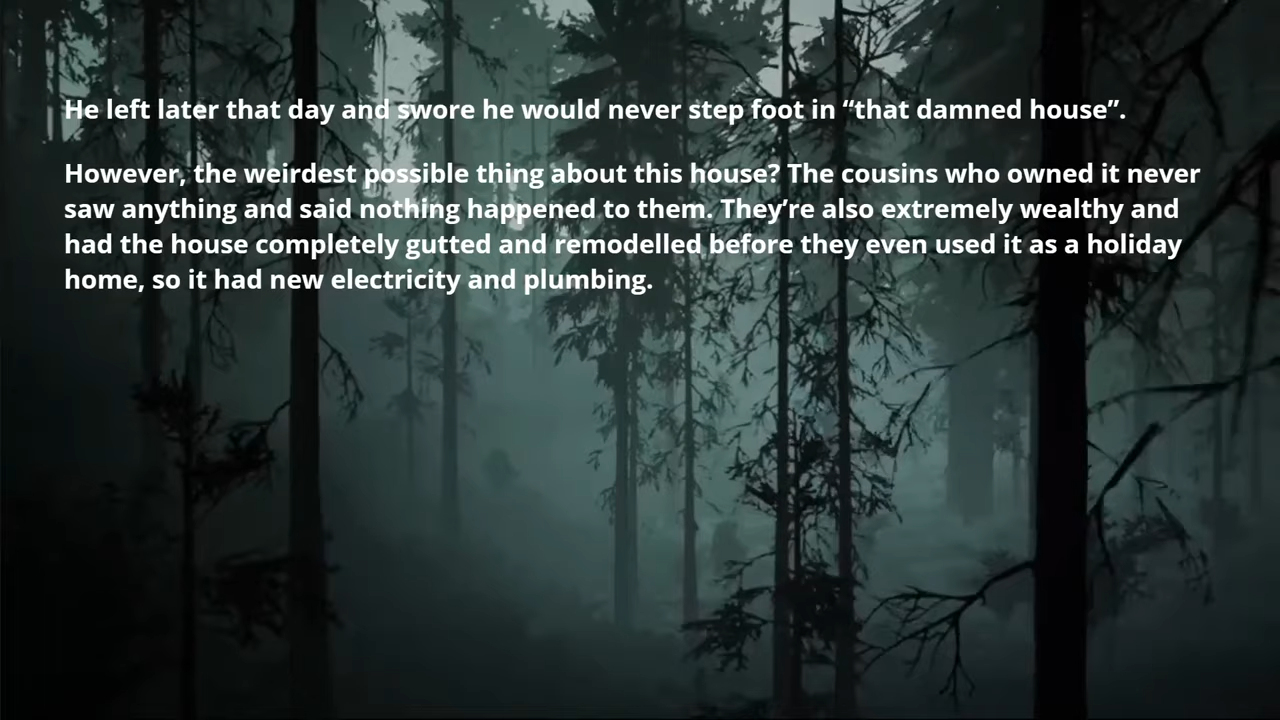 He left later that day and swore he would never step foot in “that damned house”.
However, the weirdest possible thing about this house? The cousins who owned it never
saw anything and said nothing happened to them. They’re also extremely wealthy and
had the house completely gutted and remodelled before they even used it as a holiday
home, so it had new electricity and plumbing.